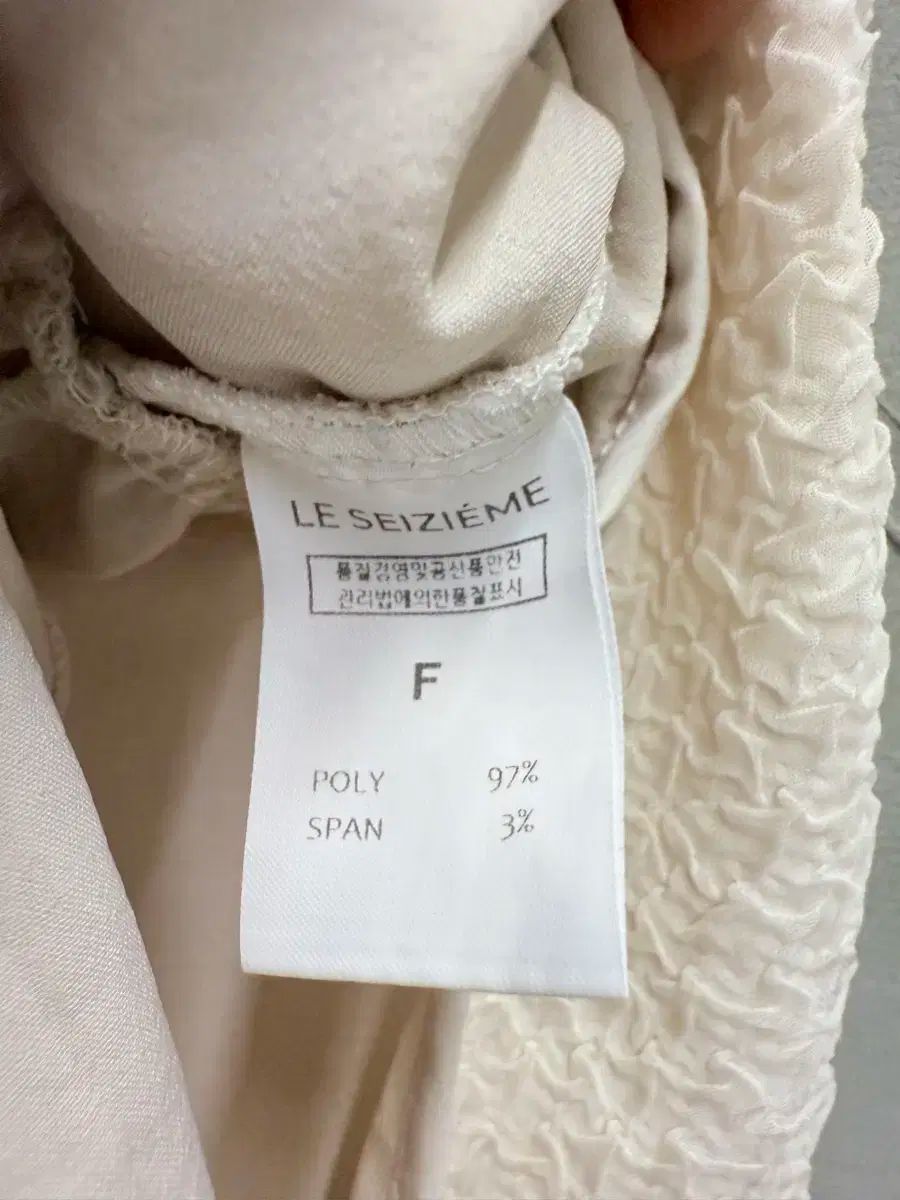 LE SEIZIÉME
품질경영및공산품안전
관리법에의한품질표시
F
POLY 97%
SPAN 3%